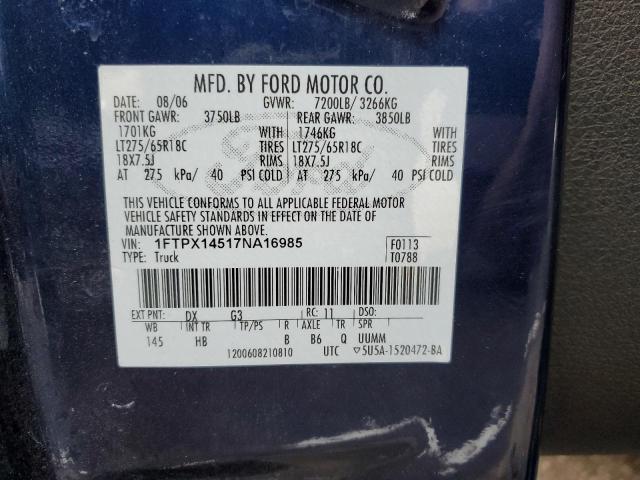 MFD. BY FORD MOTOR CO.
DATE: 08/06 GVWR: 7200LB/ 3266KG
FRONT GAWR: 3750LB REAR GAWR: 3850LB
1701KG WITH 1746KG WITH
LT275/65R18C TIRES LT275/65R18C TIRES
18X7.5J RIMS 18X7.5J RIMS
AT 275 kPa/ 40 PSI COLD AT 275 kPa/ 40 PSI COLD
THIS VEHICLE CONFORMS TO ALL APPLICABLE FEDERAL MOTOR
VEHICLE SAFETY STANDARDS IN EFFECT ON THE DATE OF
MANUFACTURE SHOWN ABOVE.
VIN: 1FTPX14517NA16985 F0113
TYPE: Truck T0788
EXT PNT: DX G3 RC: 11 DSO:
WB INT TR TP/PS R AXLE TR SPR
145 HB B B6 Q UUMM
1200608210810 UTC ▽5U5A-1520472-BA
Ford